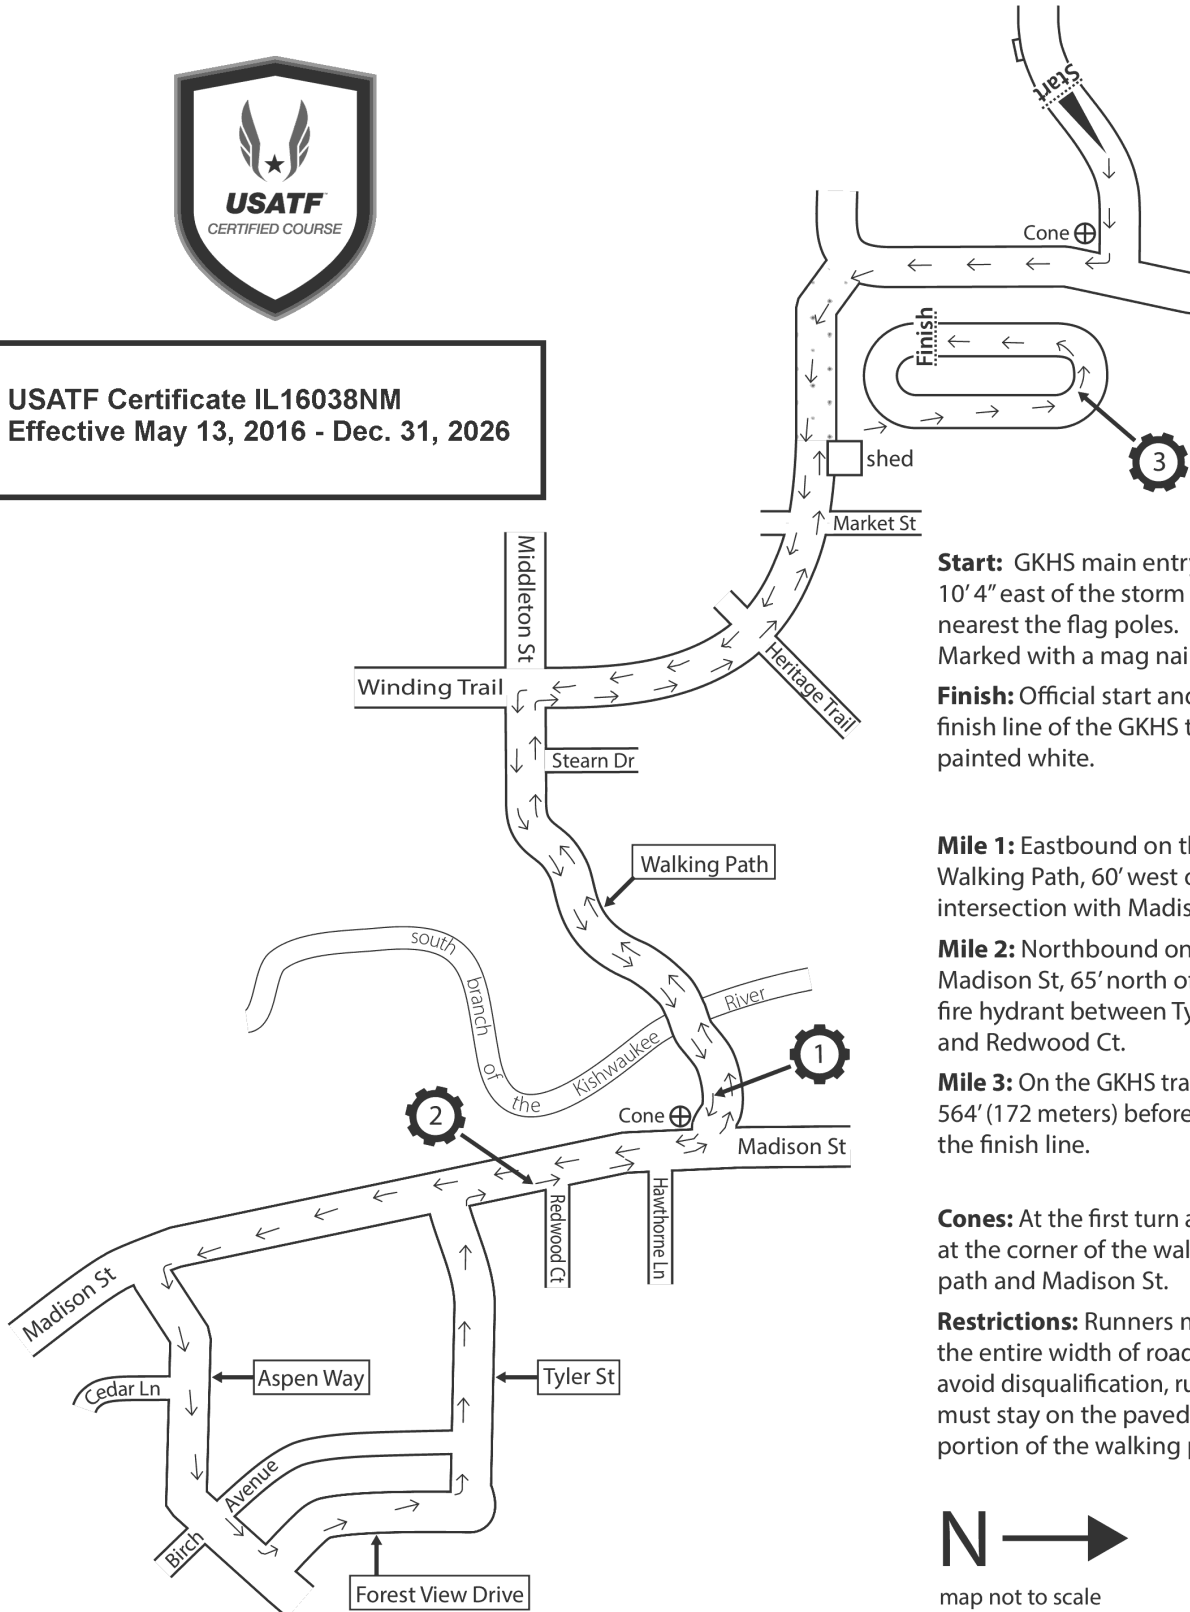 Start
USATF
CERTIFIED COURSE
Cone
Finish
USATF Certificate IL16038NM
Effective May 13, 2016 - Dec. 31, 2026
3
shed
Market St
Middleton St
Winding Trail
Heritage Trail
Stearn Dr
Walking Path
south
branch
of
the
Kishwaukee
River
1
2
Cone
Madison St
Hawthorne Ln
Redwood Ct
Madison St
Aspen Way
Tyler St
Cedar Ln
Avenue
Birch
Forest View Drive
Start: GKHS main entr
10' 4" east of the storm
nearest the flag poles.
Marked with a mag nai
Finish: Official start and
finish line of the GKHS t
painted white.
Mile 1: Eastbound on th
Walking Path, 60' west o
intersection with Madis
Mile 2: Northbound on
Madison St, 65' north of
fire hydrant between Ty
and Redwood Ct.
Mile 3: On the GKHS tra
564' (172 meters) before
the finish line.
Cones: At the first turn a
at the corner of the wal
path and Madison St.
Restrictions: Runners m
the entire width of road
avoid disqualification, ru
must stay on the paved
portion of the walking p
N
map not to scale